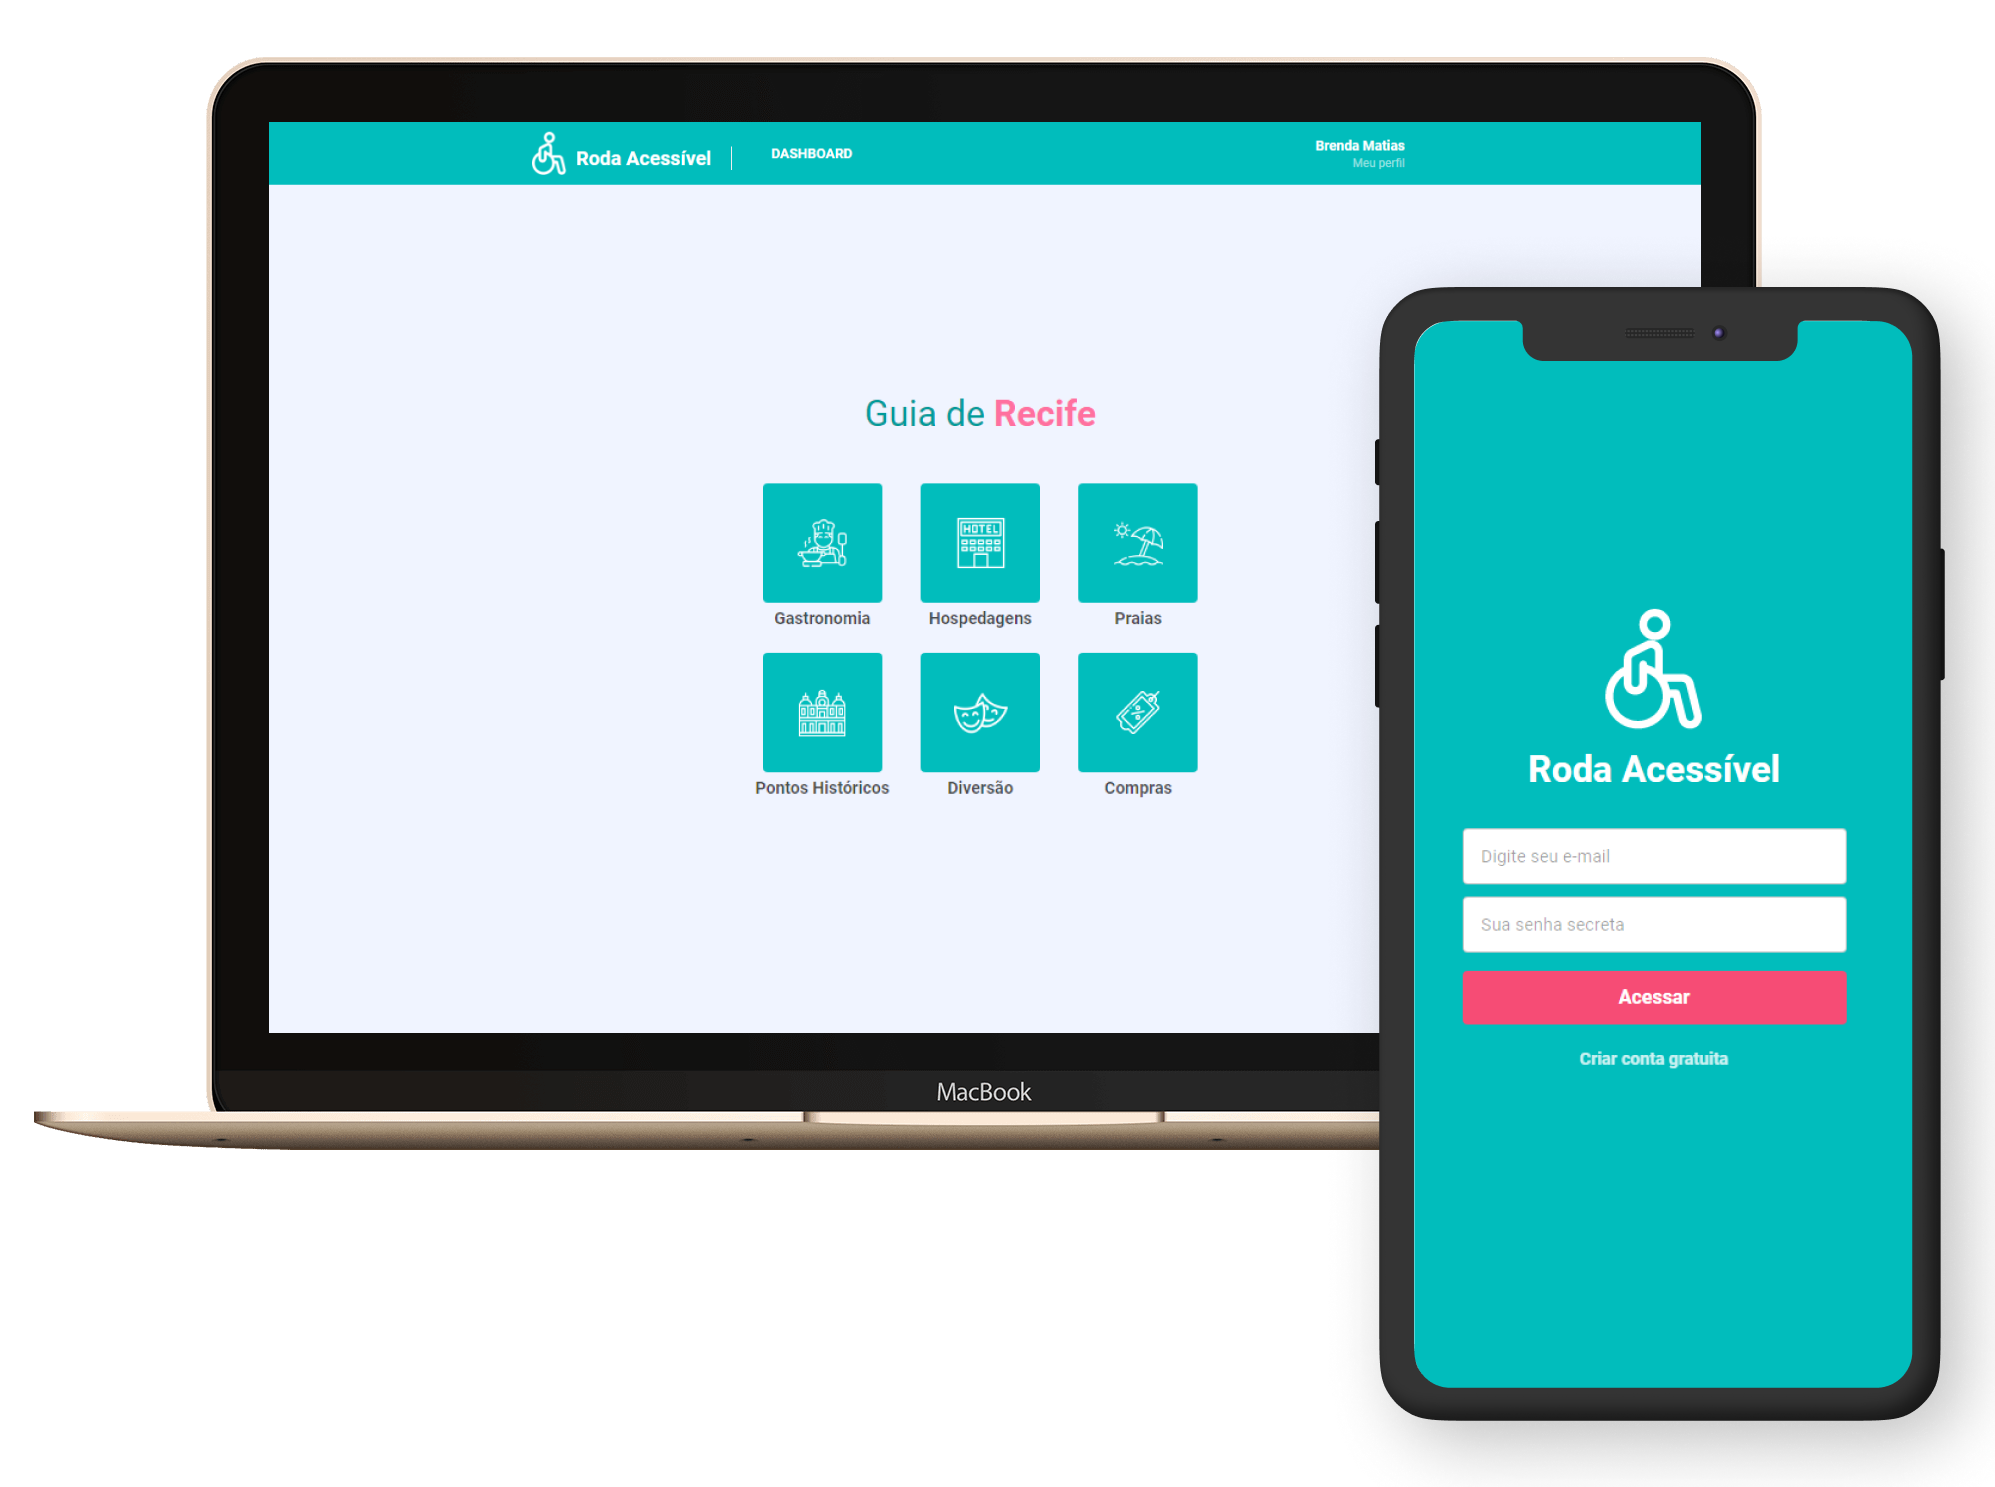 Roda Acessível
DASHBOARD
Brenda Matias
Meu perfil
Guia de Recife
HOTEL
Gastronomia
Hospedagens
Praias
Pontos Históricos
Diversão
Compras
MacBook
Roda Acessível
Digite seu e-mail
Sua senha secreta
Acessar
Criar conta gratuita